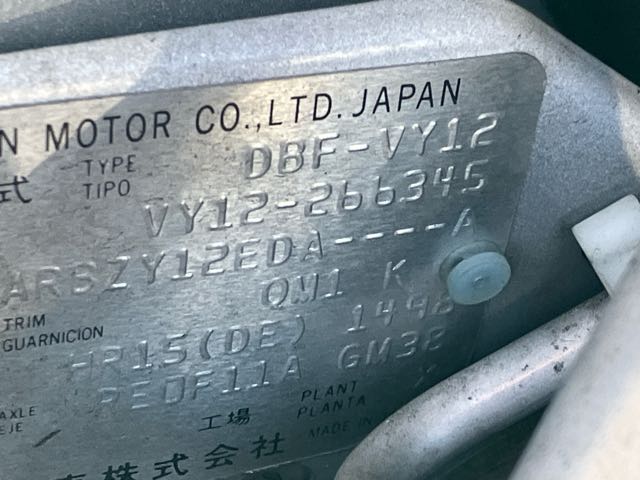 N MOTOR CO., LTD. JAPAN
式 TYPE TIPO DBF-VY12
VY12-266345
ARSZY12EDA----A
TRIM GUARNICION QM1 K
HR15(DE) 1498
RE0F11A GM38
AXLE EJE 工場 PLANT PLANTA X
株式会社 MADE IN